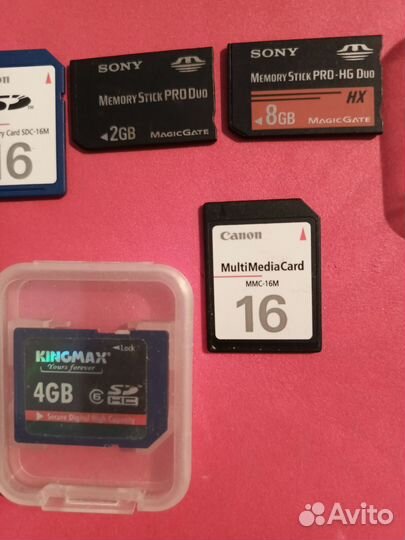 Canon
SD
Card SDC-16M
16
SONY
MEMORY STICK PRO DUO
2GB
MAGICGATE
SONY
MEMORY STICK PRO-HG DUO
HX
8GB
MAGICGATE
Canon
MultiMediaCard
MMC-16M
16
Lock
KINGMAX
Yours forever
4GB
6
SD
HC
Secure Digital High Capacity
Avito